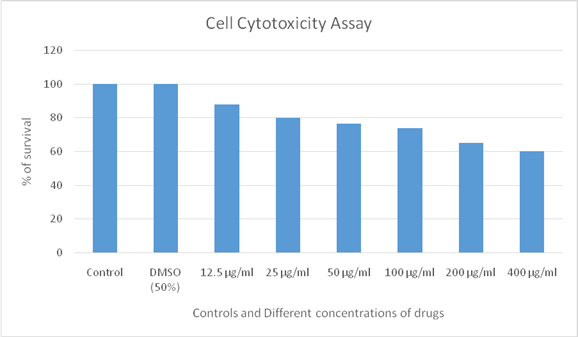 Cell Cytotoxicity Assay
120
100
80
60
40
20
0
% of survival
Control DMSO (50%) 12.5 µg/ml 25 µg/ml 50 µg/ml 100 µg/ml 200 µg/ml 400 µg/ml
Controls and Different concentrations of drugs